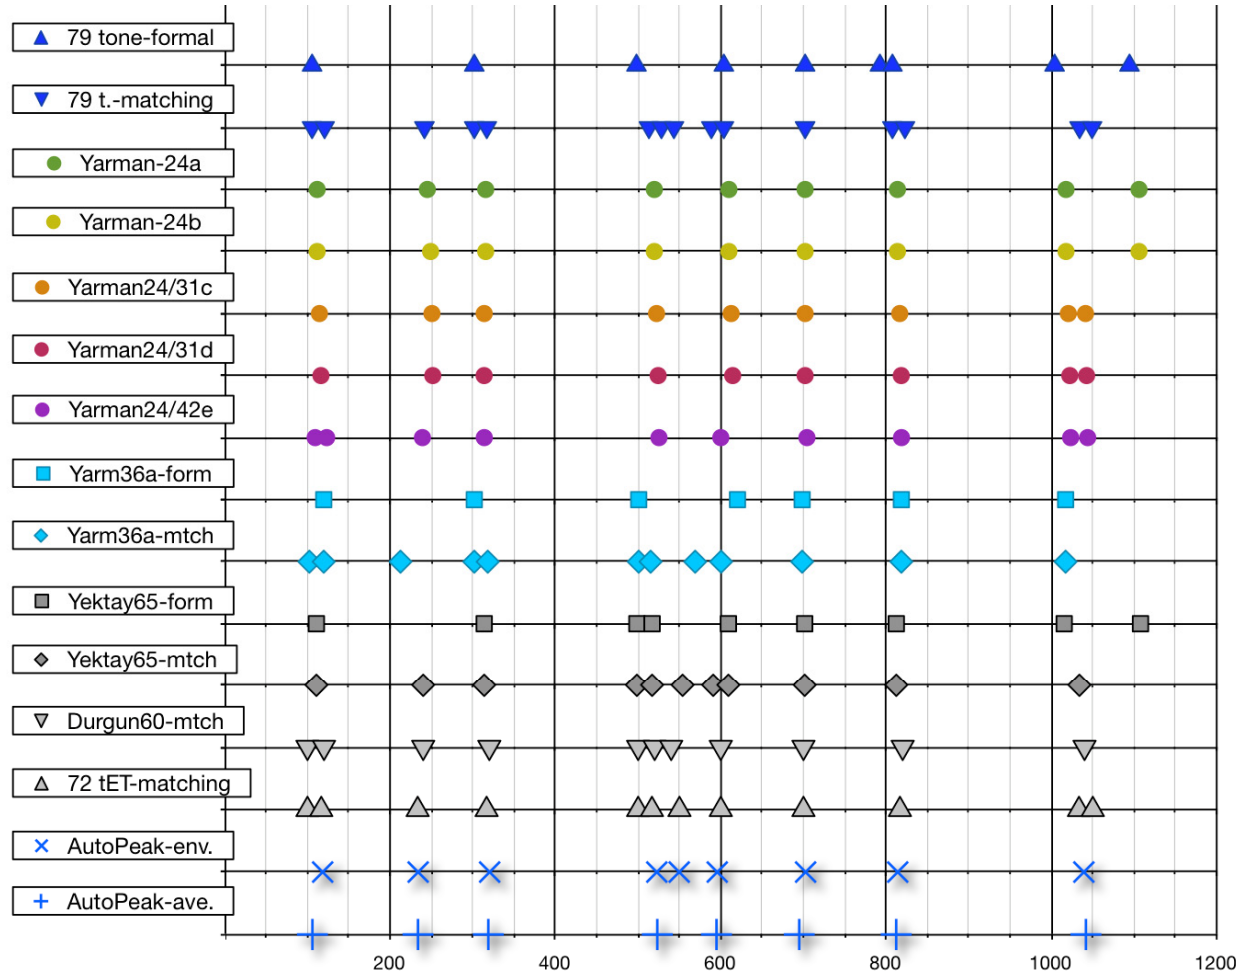 79 tone-formal
79 t.-matching
Yarman-24a
Yarman-24b
Yarman24/31c
Yarman24/31d
Yarman24/42e
Yarm36a-form
Yarm36a-mtch
Yektay65-form
Yektay65-mtch
Durgun60-mtch
72 tET-matching
AutoPeak-env.
AutoPeak-ave.
200 400 600 800 1000 1200